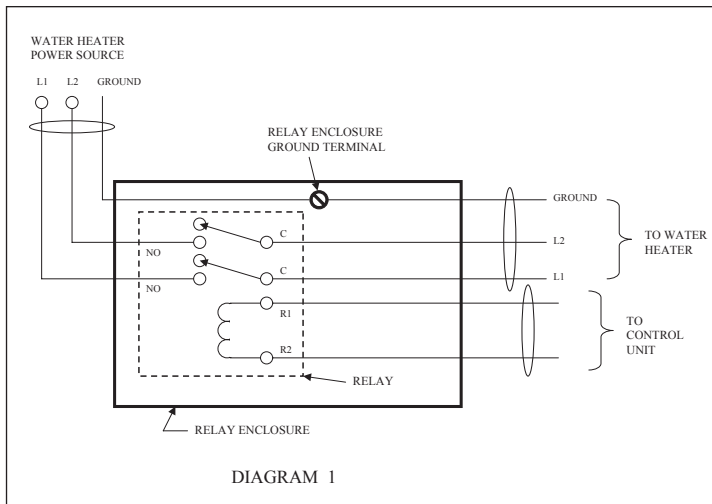 WATER HEATER
POWER SOURCE
L1 L2 GROUND
RELAY ENCLOSURE
GROUND TERMINAL
GROUND
C
L2
TO WATER
HEATER
NO
C
L1
NO
R1
TO
CONTROL
UNIT
R2
RELAY
RELAY ENCLOSURE
DIAGRAM 1